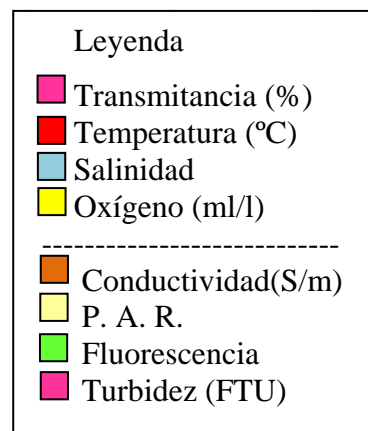 Leyenda
Transmitancia (%)
Temperatura (ºC)
Salinidad
Oxígeno (ml/l)
----------------------------
Conductividad(S/m)
P. A. R.
Fluorescencia
Turbidez (FTU)